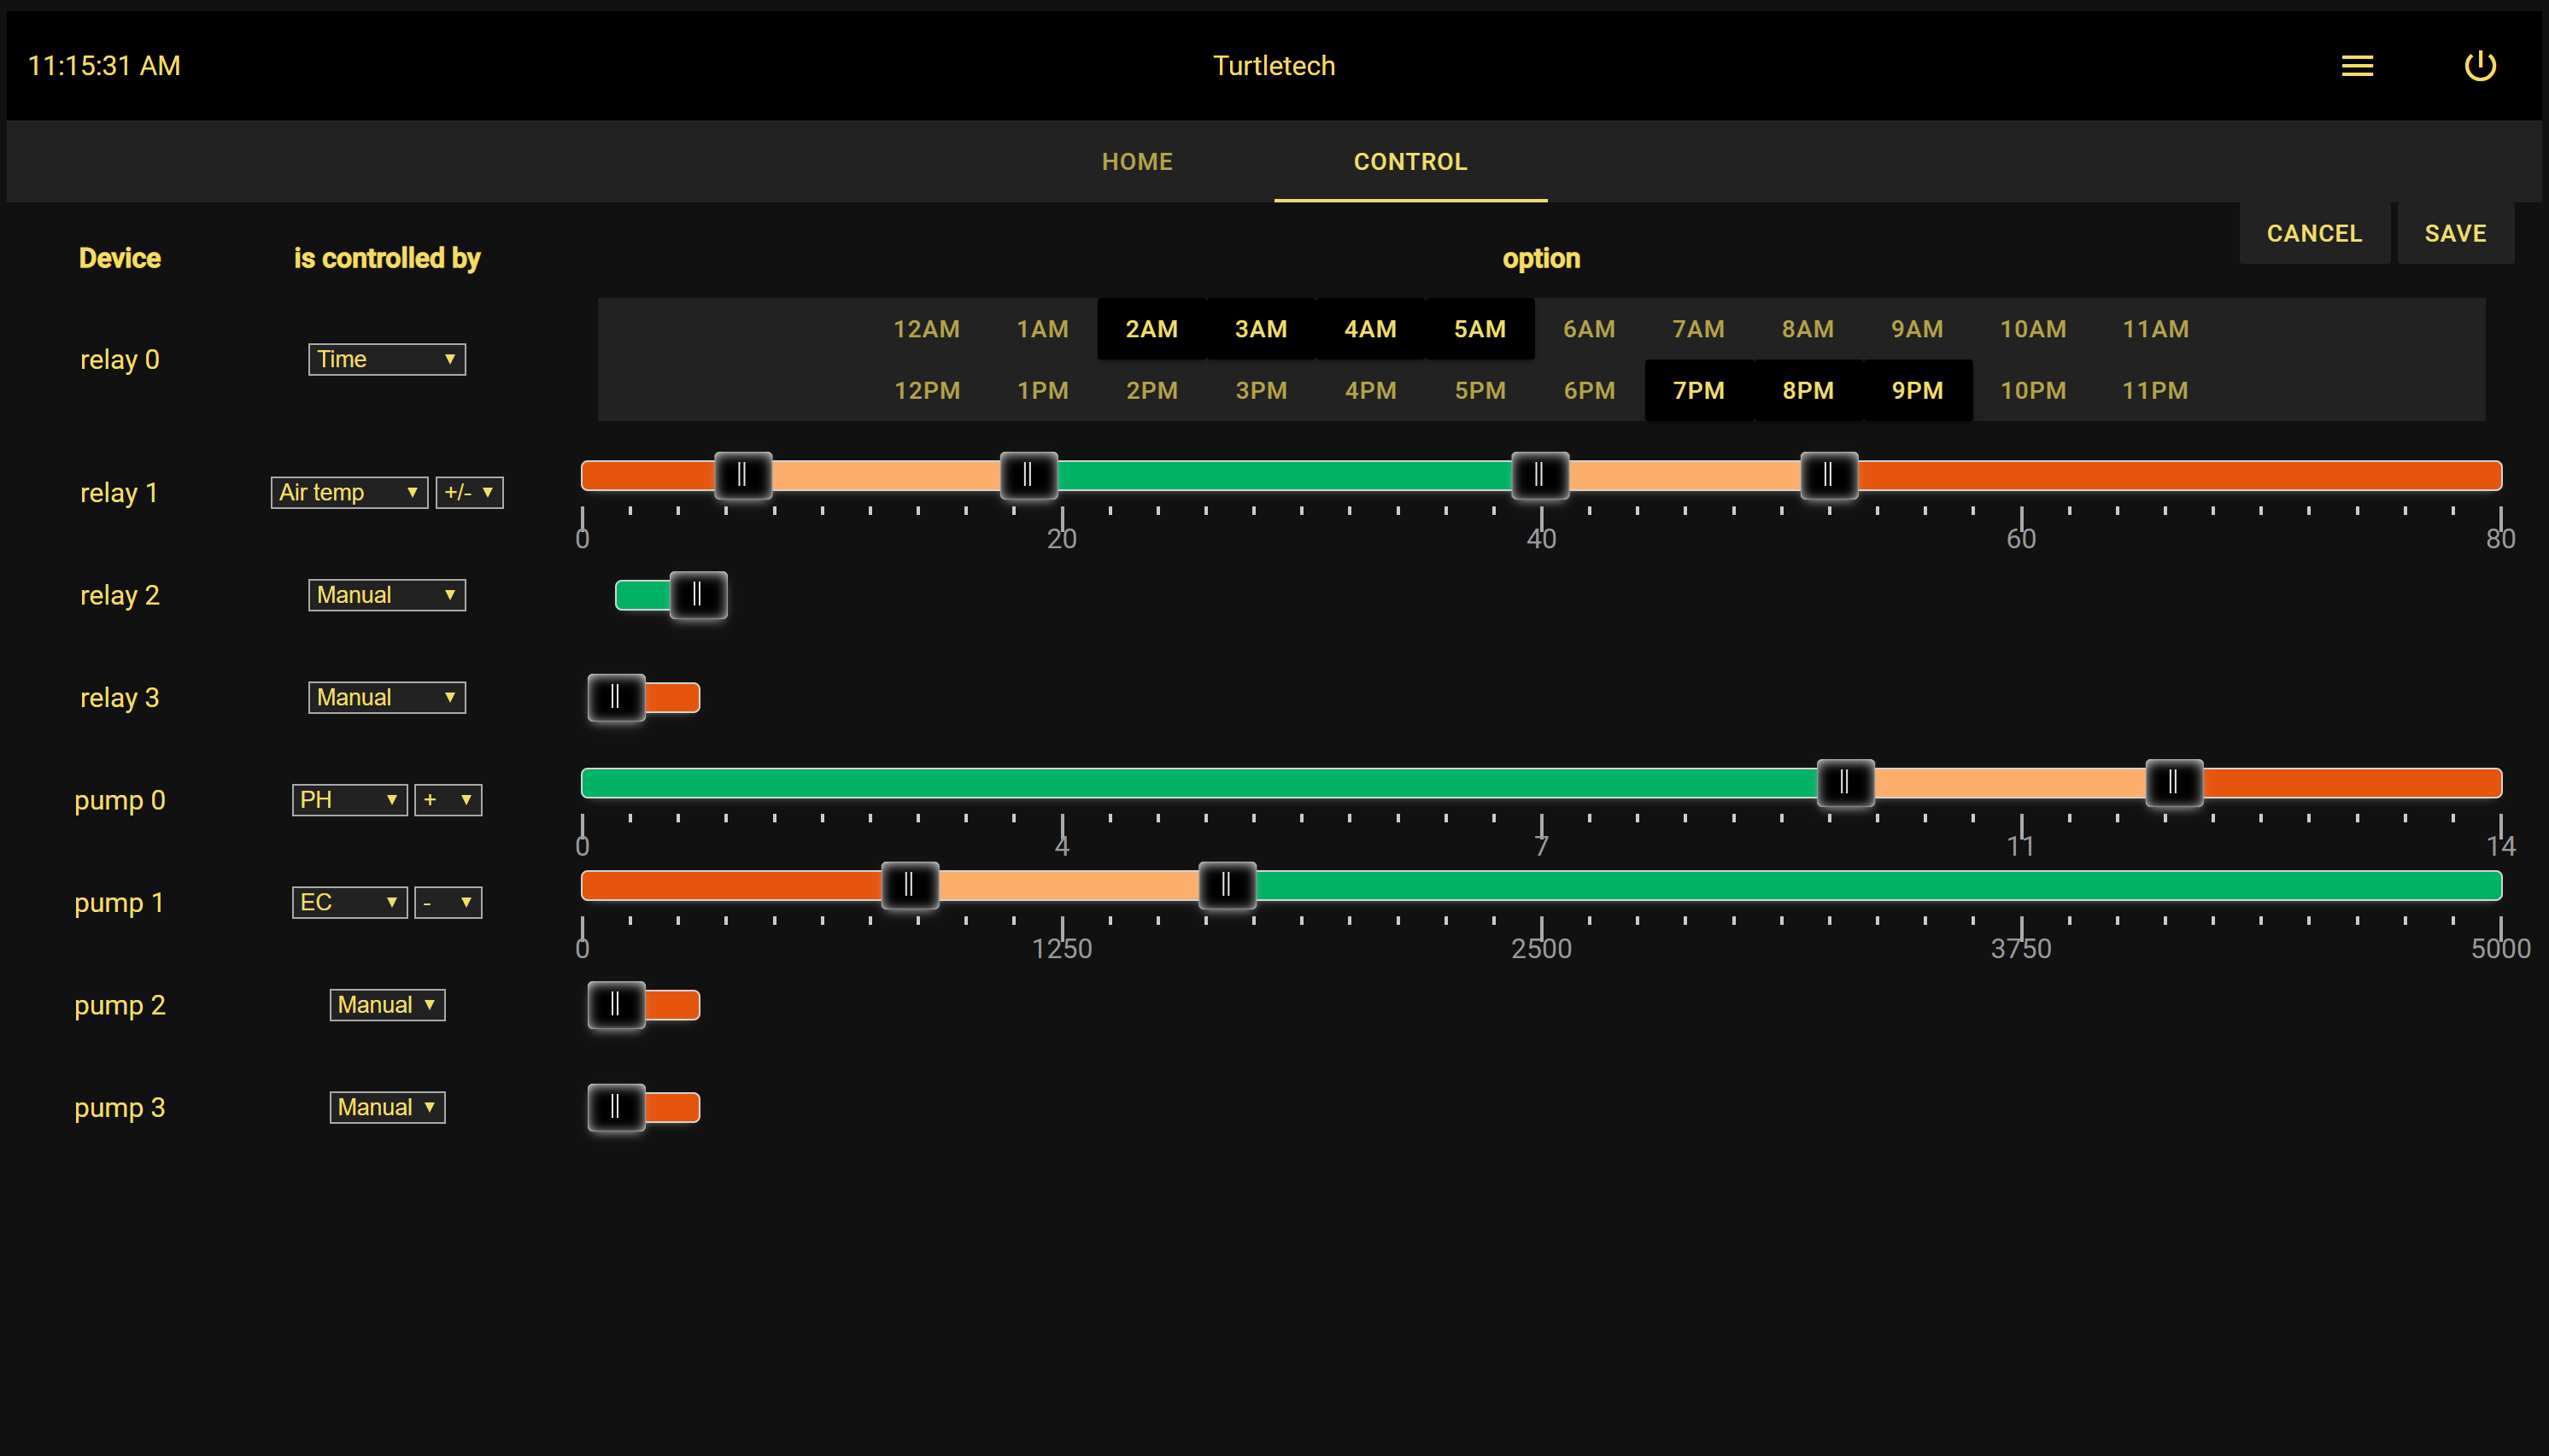 11:15:31 AM Turtletech
HOME CONTROL
CANCEL SAVE
Device is controlled by option
12AM 1AM 2AM 3AM 4AM 5AM 6AM 7AM 8AM 9AM 10AM 11AM
relay 0 Time
12PM 1PM 2PM 3PM 4PM 5PM 6PM 7PM 8PM 9PM 10PM 11PM
relay 1 Air temp +/-
0 20 40 60 80
relay 2 Manual
relay 3 Manual
pump 0 PH +
0 4 7 11 14
pump 1 EC -
0 1250 2500 3750 5000
pump 2 Manual
pump 3 Manual